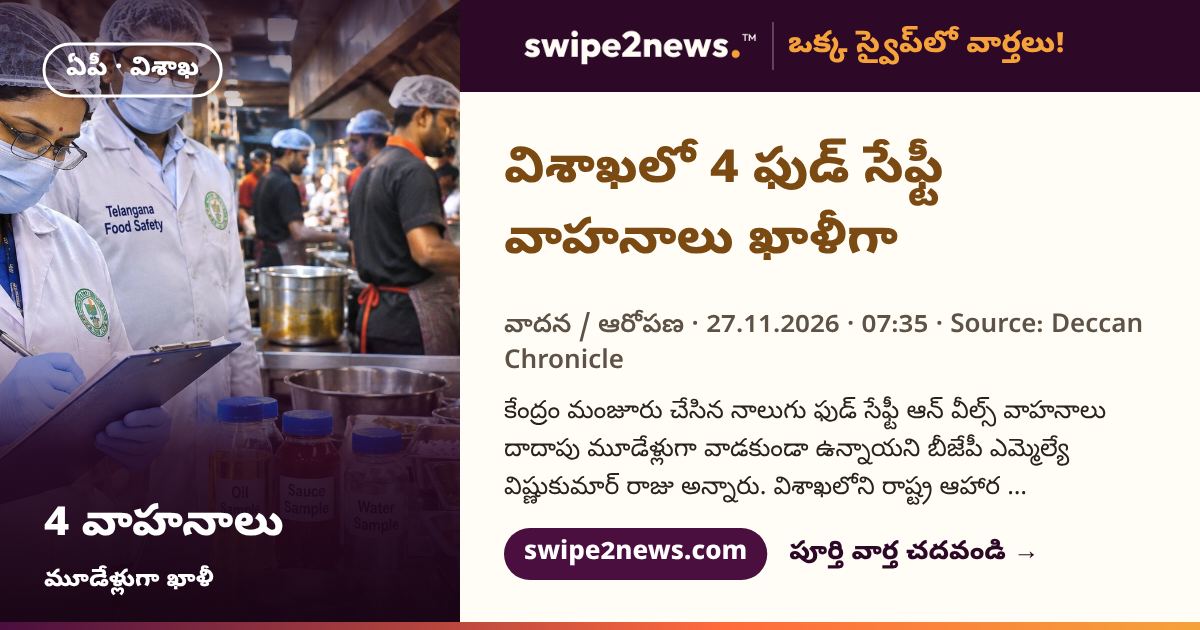 ఏపీ · విశాఖ
Telangana
Food Safety
Oil
Sample
Sauce
Sample
Water
Sample
4 వాహనాలు
మూడేళ్లుగా ఖాళీ
swipe2news.™
ఒక్క స్వైప్‌లో వార్తలు!
విశాఖలో 4 ఫుడ్ సేఫ్టీ
వాహనాలు ఖాళీగా
వాదన / ఆరోపణ · 27.11.2026 · 07:35 · Source: Deccan
Chronicle
కేంద్రం మంజూరు చేసిన నాలుగు ఫుడ్ సేఫ్టీ ఆన్ వీల్స్ వాహనాలు
దాదాపు మూడేళ్లుగా వాడకుండా ఉన్నాయని బీజేపీ ఎమ్మెల్యే
విష్ణుకుమార్ రాజు అన్నారు. విశాఖలోని రాష్ట్ర ఆహార ...
swipe2news.com
పూర్తి వార్త చదవండి →